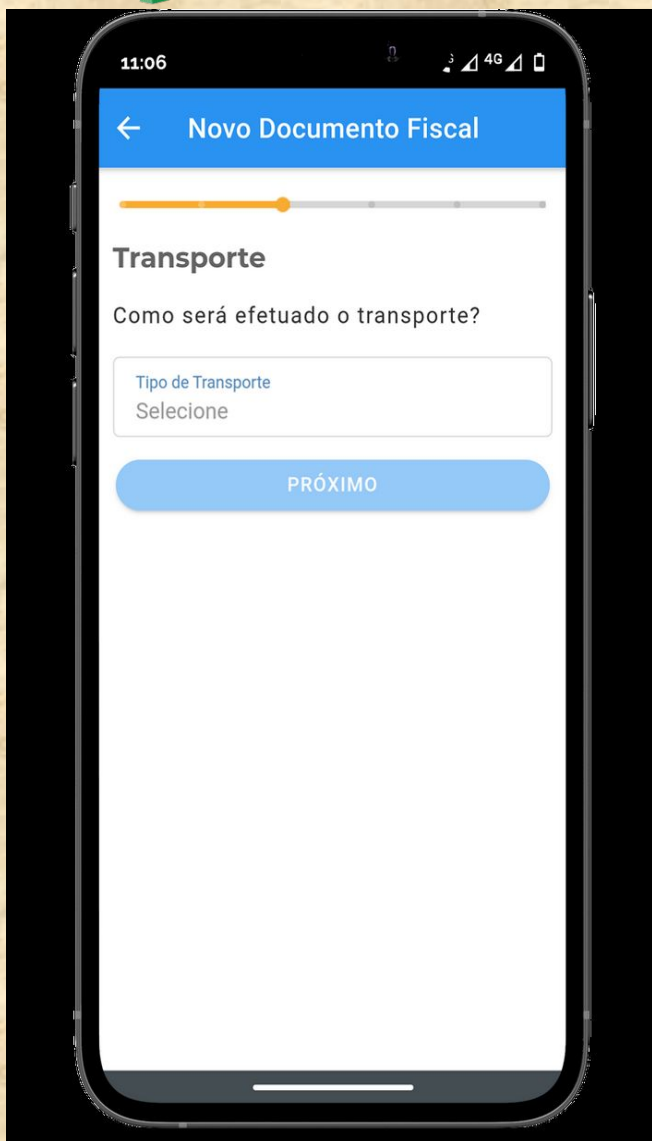 11:06
4G
Novo Documento Fiscal
Transporte
Como será efetuado o transporte?
Tipo de Transporte
Selecione
PRÓXIMO